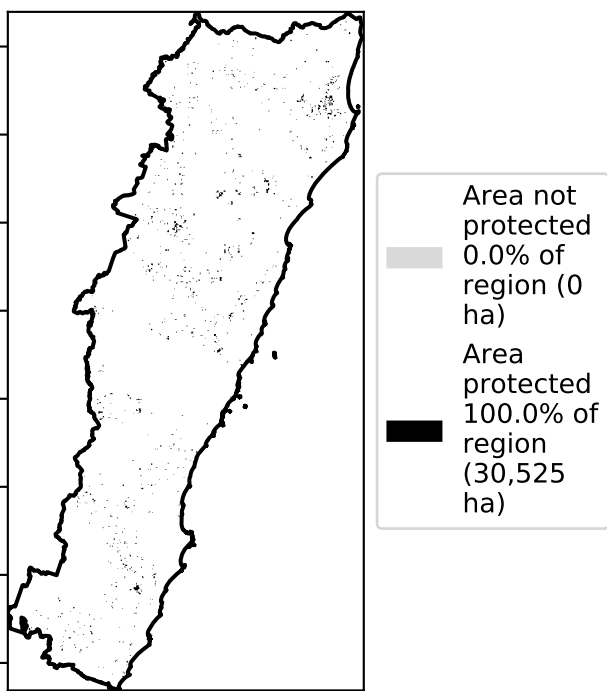 Area not
protected
0.0% of
region (0
ha)
Area
protected
100.0% of
region
(30,525
ha)